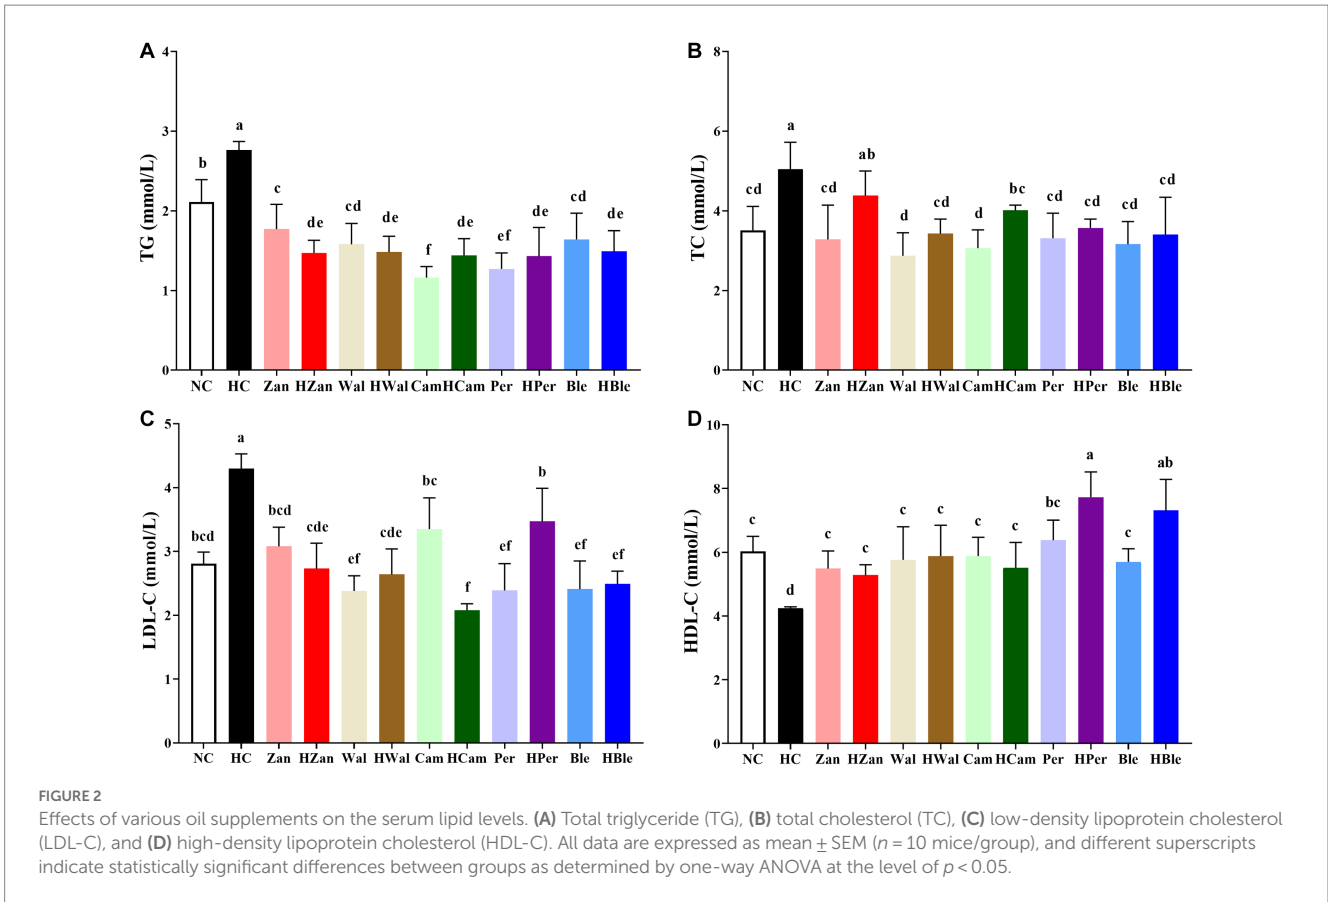 A
4
3
2
1
0
TG (mmol/L)
b a c de cd de f de ef de cd de
NC HC Zan HZan Wal HWal Cam HCam Per HPer Ble HBle
B
8
6
4
2
0
TC (mmol/L)
cd a cd ab d cd d bc cd cd cd cd
NC HC Zan HZan Wal HWal Cam HCam Per HPer Ble HBle
C
5
4
3
2
1
0
LDL-C (mmol/L)
bcd a bcd cde ef cde bc f ef b ef ef
NC HC Zan HZan Wal HWal Cam HCam Per HPer Ble HBle
D
10
8
6
4
2
0
HDL-C (mmol/L)
c d c c c c c c bc a c ab
NC HC Zan HZan Wal HWal Cam HCam Per HPer Ble HBle
FIGURE 2
Effects of various oil supplements on the serum lipid levels. (A) Total triglyceride (TG), (B) total cholesterol (TC), (C) low-density lipoprotein cholesterol
(LDL-C), and (D) high-density lipoprotein cholesterol (HDL-C). All data are expressed as mean ± SEM (n = 10 mice/group), and different superscripts
indicate statistically significant differences between groups as determined by one-way ANOVA at the level of p < 0.05.